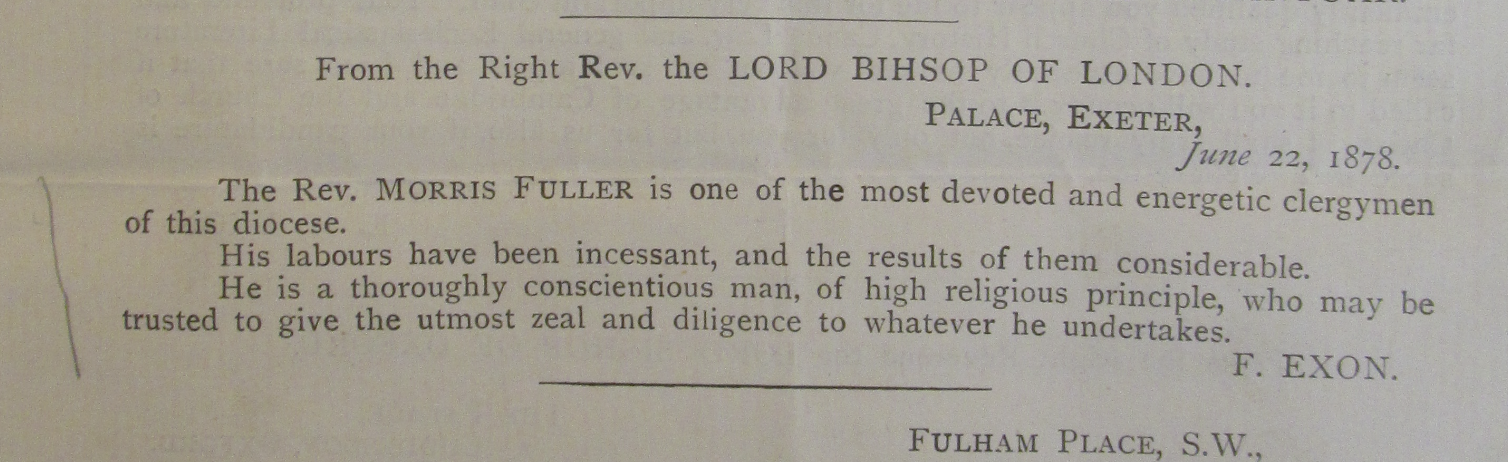 From the Right Rev. the LORD BIHSOP OF LONDON.
PALACE, EXETER,
June 22, 1878.
The Rev. MORRIS FULLER is one of the most devoted and energetic clergymen
of this diocese.
His labours have been incessant, and the results of them considerable.
He is a thoroughly conscientious man, of high religious principle, who may be
trusted to give the utmost zeal and diligence to whatever he undertakes.
F. EXON.
FULHAM PLACE, S.W.,